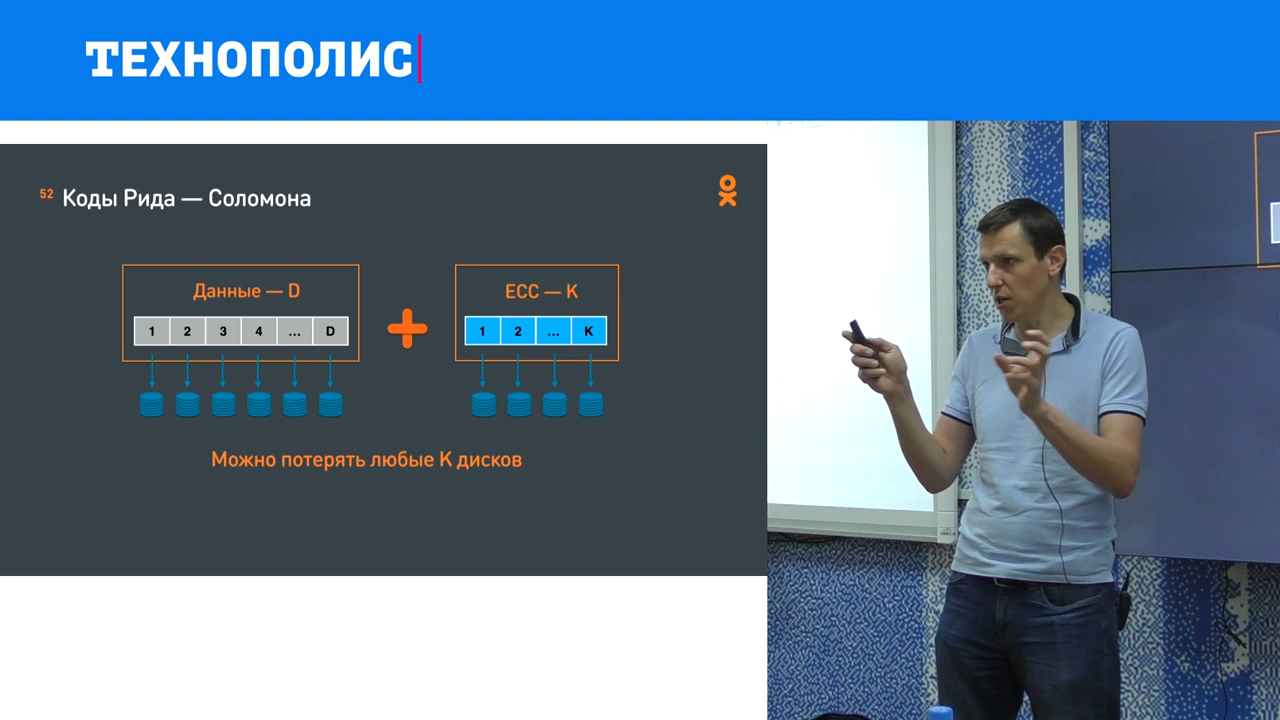 ТЕХНОПОЛИС
52 Коды Рида — Соломона
Данные — D
1 2 3 4 ... D
ECC — K
1 2 ... K
Можно потерять любые K дисков